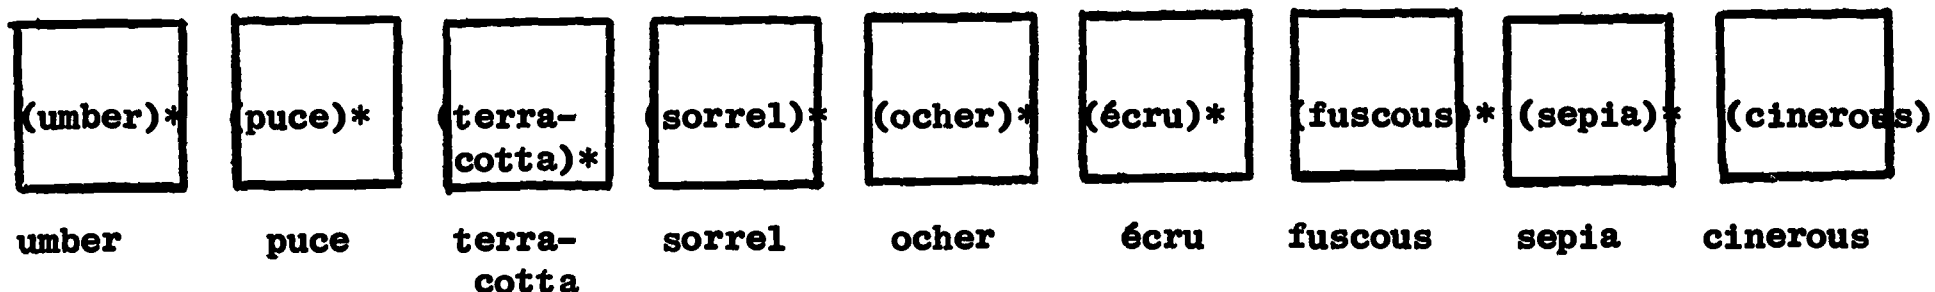 (umber)* (puce)* (terra- (sorrel)* (ocher)* (écru)* (fuscous)* (sepia)* (cinerous)
cotta)*
umber puce terra- sorrel ocher écru fuscous sepia cinerous
cotta